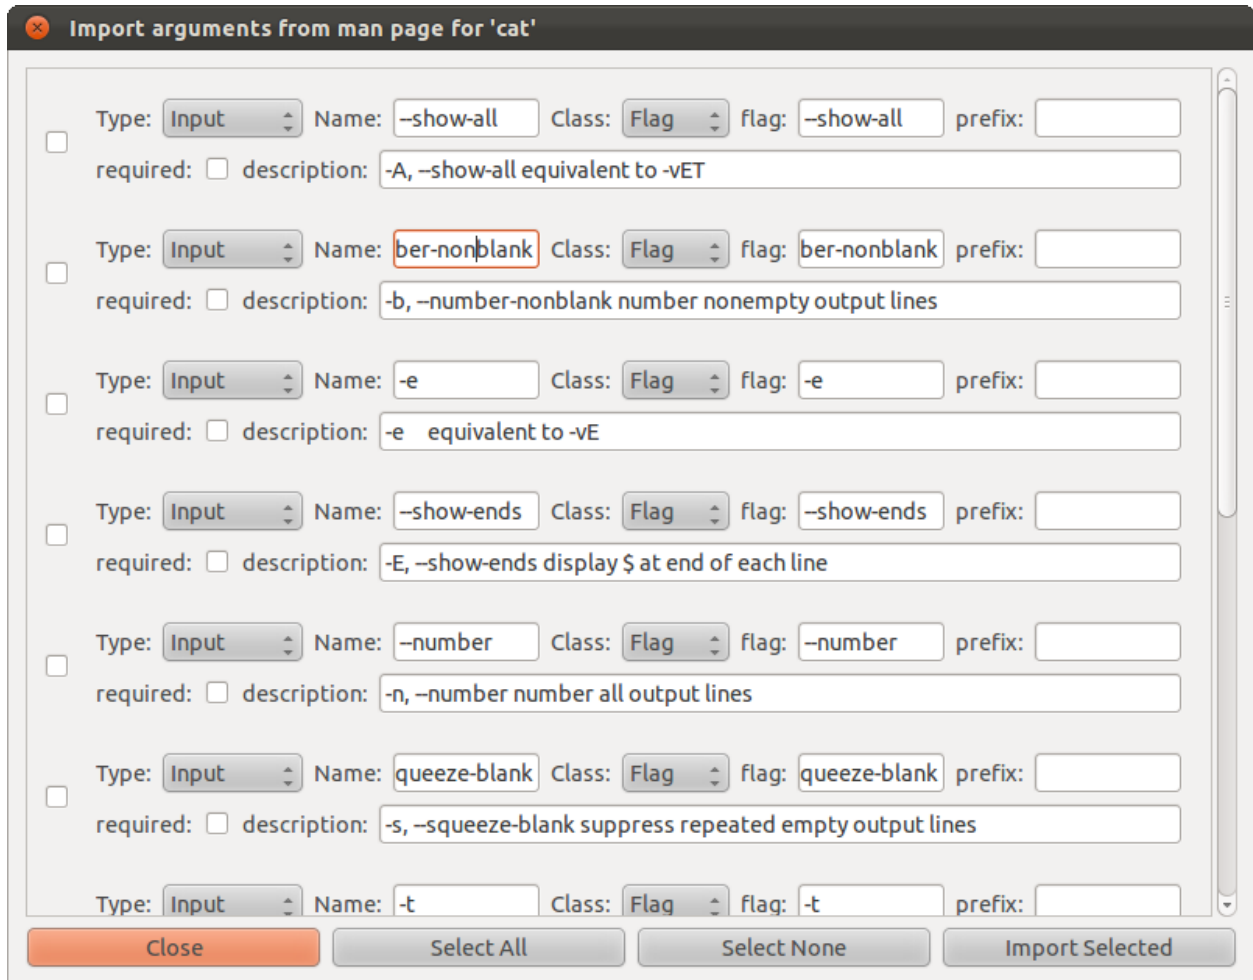 Import arguments from man page for 'cat'
Type: Input Name: --show-all Class: Flag flag: --show-all prefix:
required: description: -A, --show-all equivalent to -vET
Type: Input Name: ber-nonblank Class: Flag flag: ber-nonblank prefix:
required: description: -b, --number-nonblank number nonempty output lines
Type: Input Name: -e Class: Flag flag: -e prefix:
required: description: -e equivalent to -vE
Type: Input Name: --show-ends Class: Flag flag: --show-ends prefix:
required: description: -E, --show-ends display $ at end of each line
Type: Input Name: --number Class: Flag flag: --number prefix:
required: description: -n, --number number all output lines
Type: Input Name: queeze-blank Class: Flag flag: queeze-blank prefix:
required: description: -s, --squeeze-blank suppress repeated empty output lines
Type: Input Name: -t Class: Flag flag: -t prefix:
Close Select All Select None Import Selected